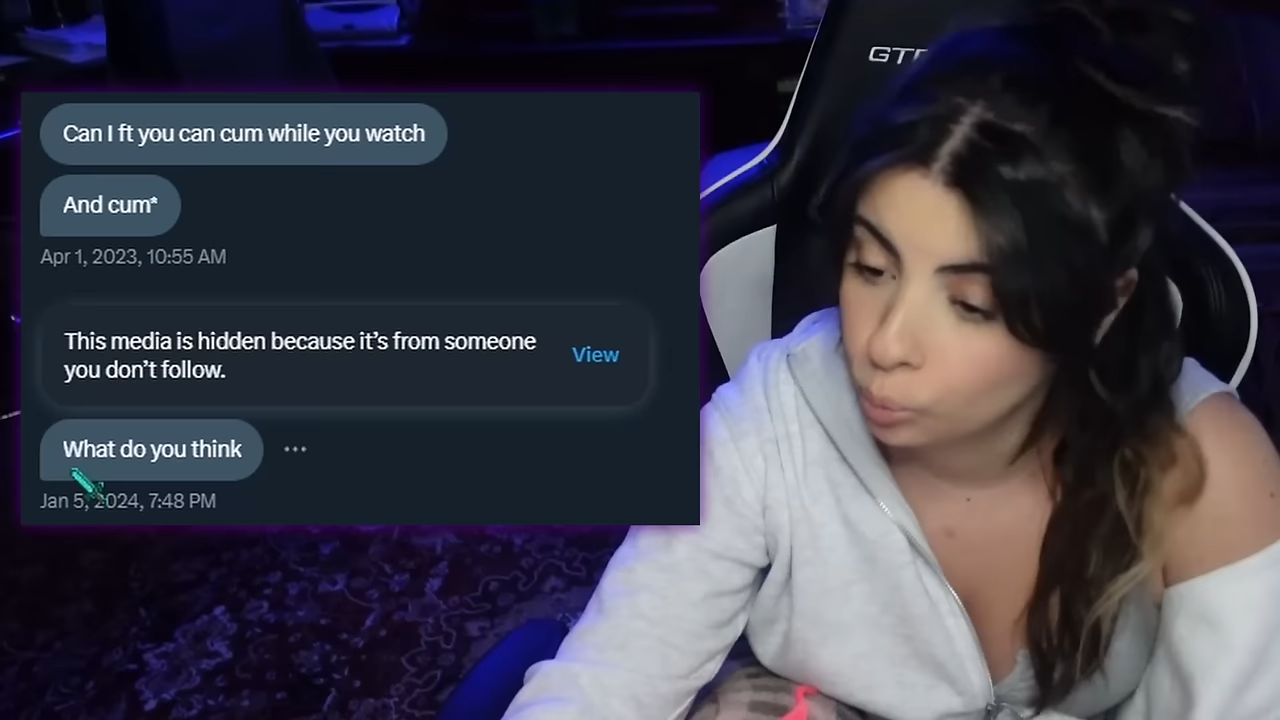 GTR
Can I ft you can cum while you watch
And cum*
Apr 1, 2023, 10:55 AM
This media is hidden because it's from someone
you don't follow.
View
What do you think
Jan 5, 2024, 7:48 PM